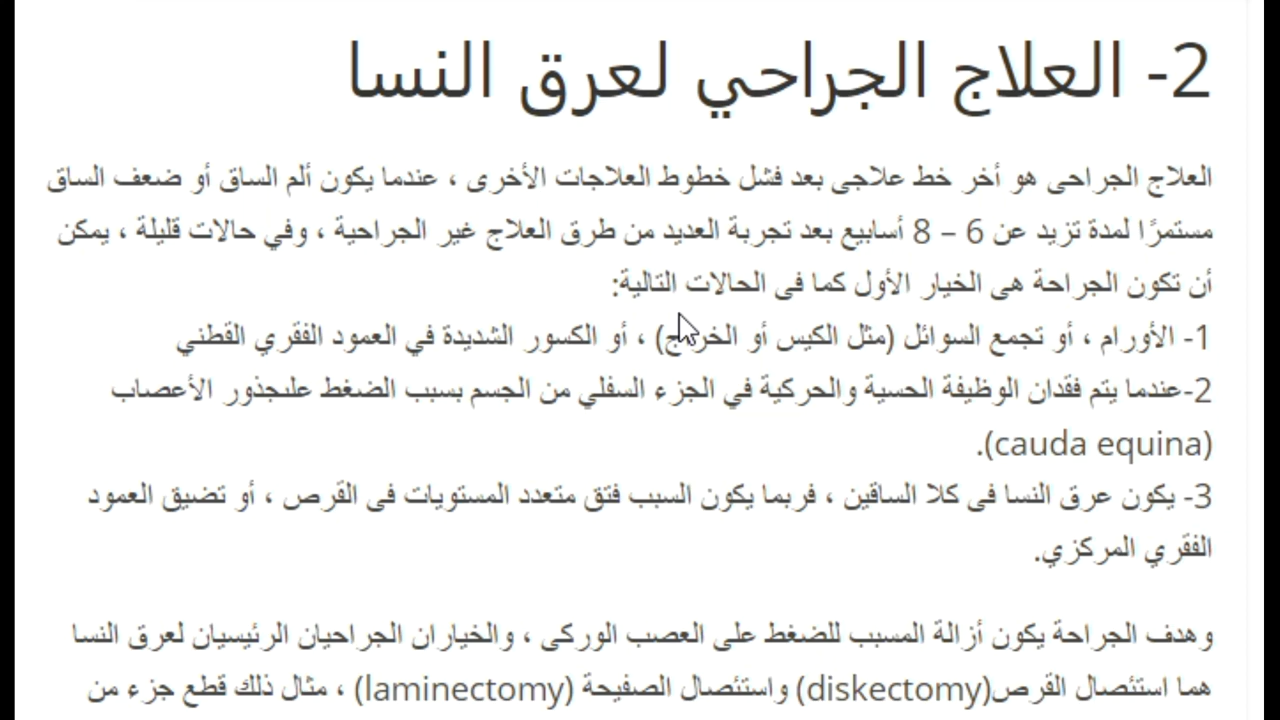 2- العلاج الجراحي لعرق النسا
العلاج الجراحى هو أخر خط علاجى بعد فشل خطوط العلاجات الأخرى ، عندما يكون ألم الساق أو ضعف الساق
مستمرًا لمدة تزيد عن 6 – 8 أسابيع بعد تجربة العديد من طرق العلاج غير الجراحية ، وفي حالات قليلة ، يمكن
أن تكون الجراحة هى الخيار الأول كما فى الحالات التالية:
1- الأورام ، أو تجمع السوائل (مثل الكيس أو الخراج) ، أو الكسور الشديدة في العمود الفقري القطني
2-عندما يتم فقدان الوظيفة الحسية والحركية في الجزء السفلي من الجسم بسبب الضغط علىجذور الأعصاب
(cauda equina).
3- يكون عرق النسا فى كلا الساقين ، فربما يكون السبب فتق متعدد المستويات فى القرص ، أو تضيق العمود
الفقري المركزي.
وهدف الجراحة يكون أزالة المسبب للضغط على العصب الوركى ، والخياران الجراحيان الرئيسيان لعرق النسا
هما استئصال القرص(diskectomy) واستئصال الصفيحة (laminectomy) ، مثال ذلك قطع جزء من